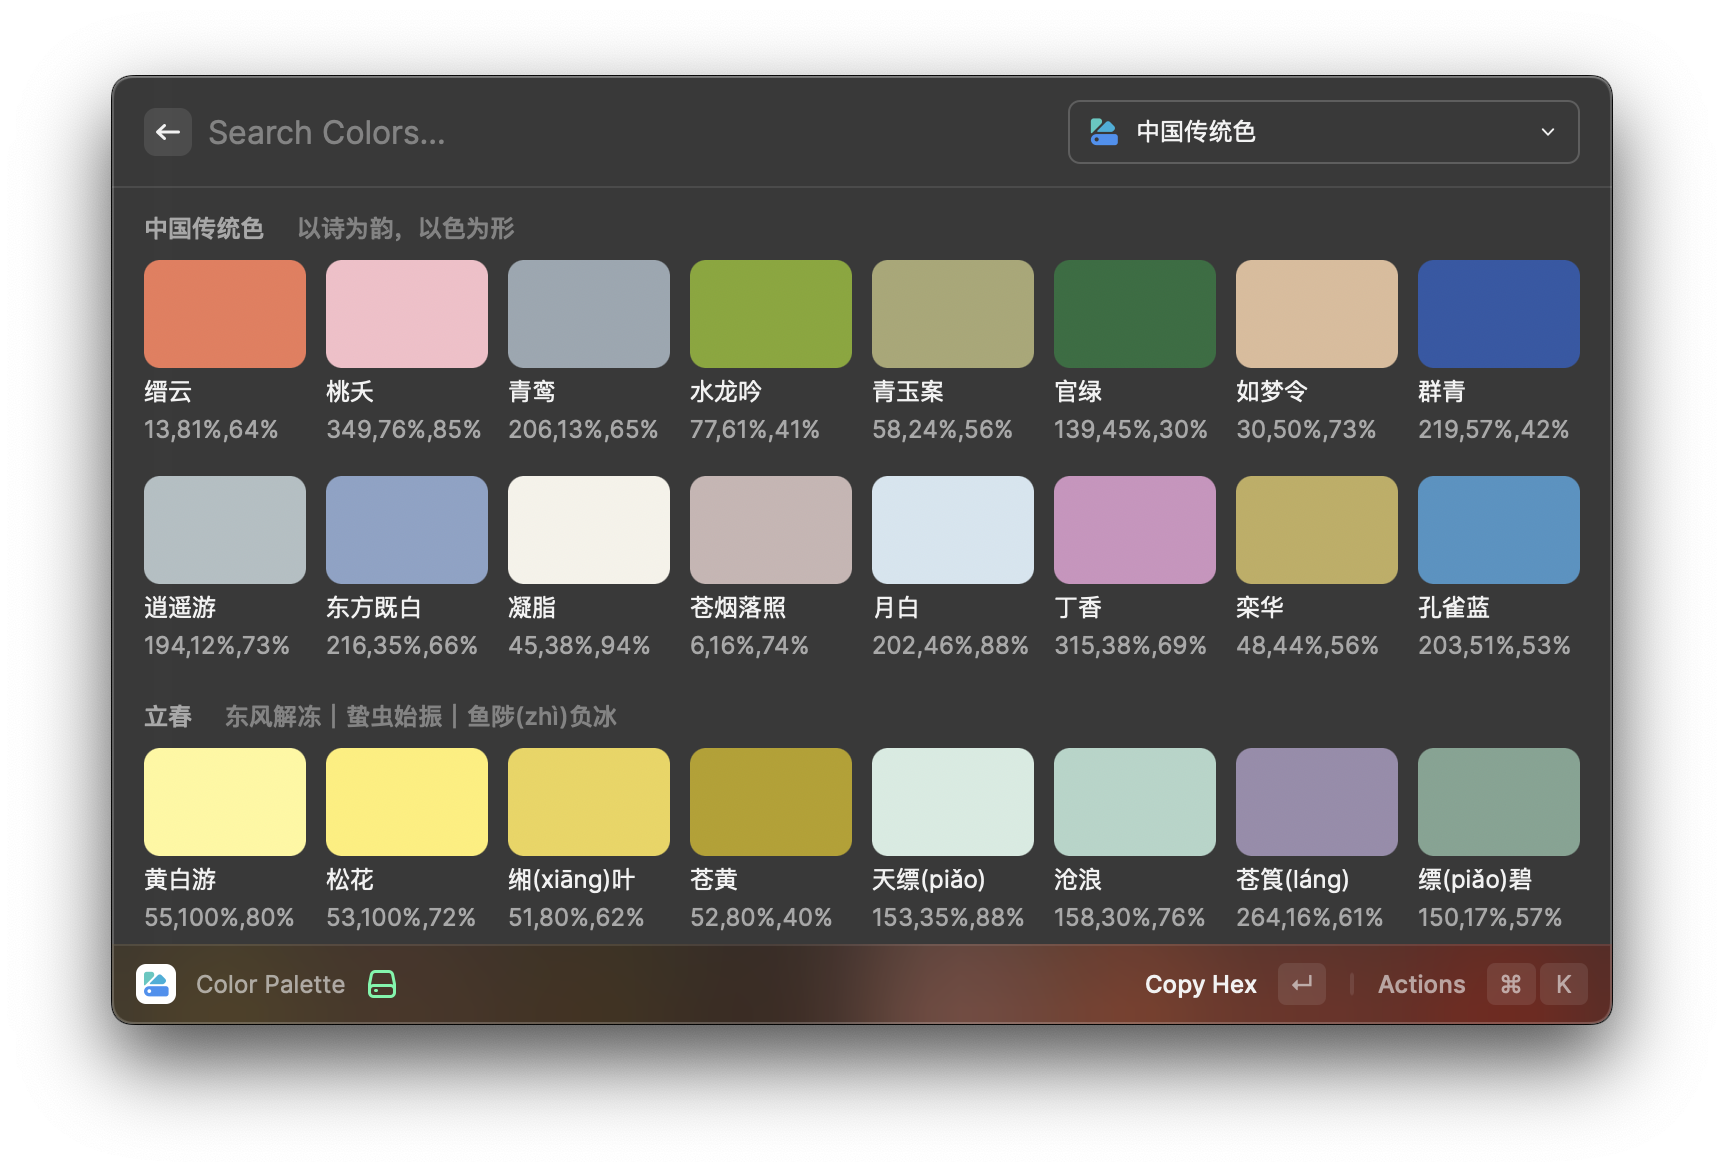 Search Colors...
中国传统色
中国传统色 以诗为韵，以色为形
缙云 桃夭 青鸾 水龙吟 青玉案 官绿 如梦令 群青
13,81%,64% 349,76%,85% 206,13%,65% 77,61%,41% 58,24%,56% 139,45%,30% 30,50%,73% 219,57%,42%
逍遥游 东方既白 凝脂 苍烟落照 月白 丁香 栾华 孔雀蓝
194,12%,73% 216,35%,66% 45,38%,94% 6,16%,74% 202,46%,88% 315,38%,69% 48,44%,56% 203,51%,53%
立春 东风解冻｜蛰虫始振｜鱼陟(zhì)负冰
黄白游 松花 缃(xiāng)叶 苍黄 天缥(piǎo) 沧浪 苍筤(láng) 缥(piǎo)碧
55,100%,80% 53,100%,72% 51,80%,62% 52,80%,40% 153,35%,88% 158,30%,76% 264,16%,61% 150,17%,57%
Color Palette Copy Hex ↵ Actions ⌘ K